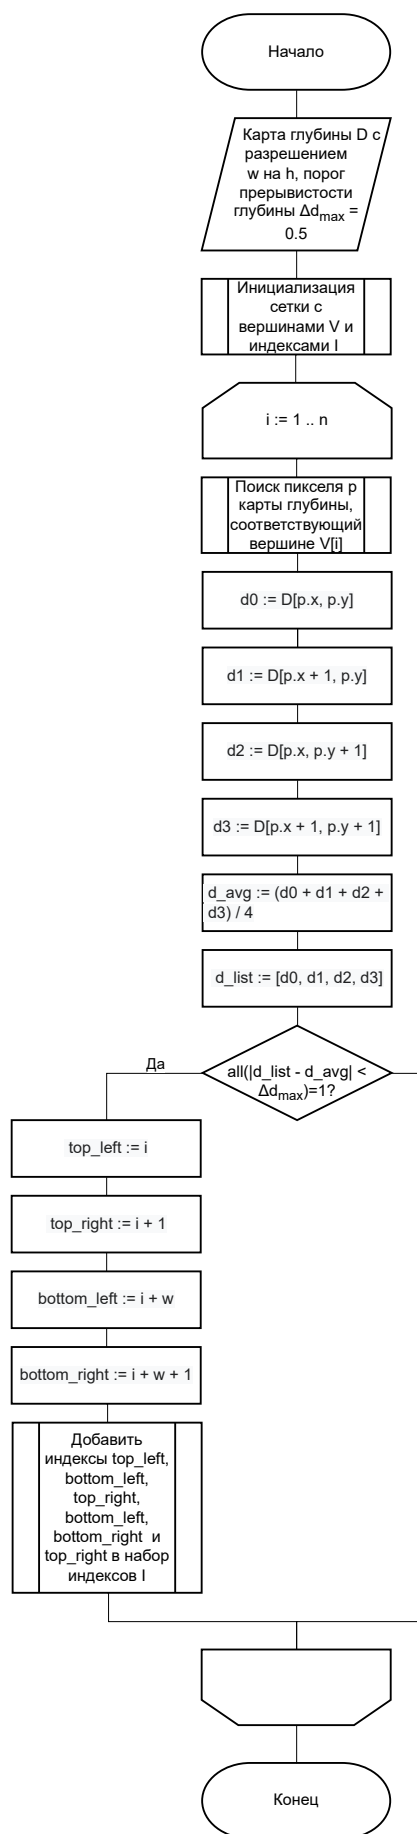 Начало
Карта глубины D с
разрешением
w на h, порог
прерывистости
глубины Δd_max =
0.5
Инициализация
сетки с
вершинами V и
индексами I
i := 1 .. n
Поиск пикселя p
карты глубины,
соответствующий
вершине V[i]
d0 := D[p.x, p.y]
d1 := D[p.x + 1, p.y]
d2 := D[p.x, p.y + 1]
d3 := D[p.x + 1, p.y + 1]
d_avg := (d0 + d1 + d2 +
d3) / 4
d_list := [d0, d1, d2, d3]
all(|d_list - d_avg| <
Δd_max)=1?
Да
top_left := i
top_right := i + 1
bottom_left := i + w
bottom_right := i + w + 1
Добавить
индексы top_left,
bottom_left,
top_right,
bottom_left,
bottom_right и
top_right в набор
индексов I
Конец